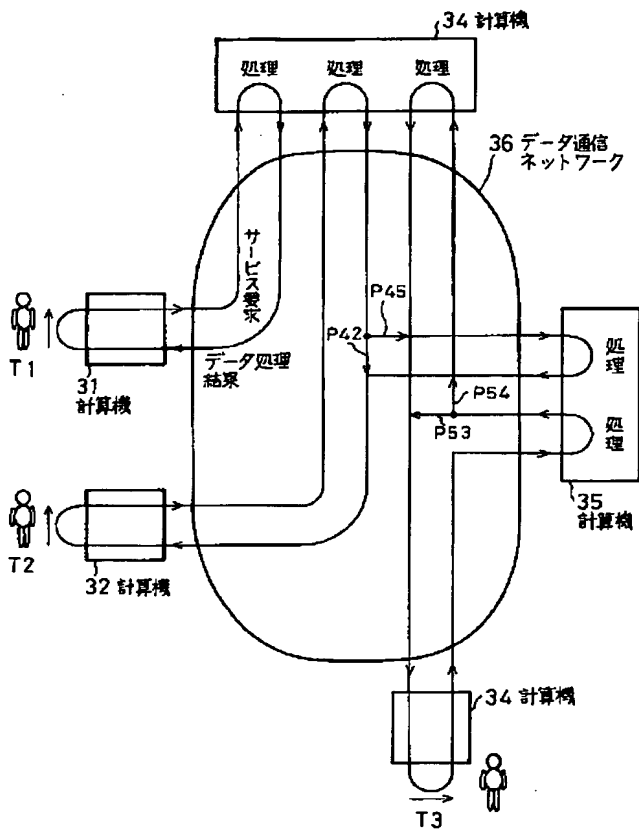 34 計算機
処理 処理 処理
36 データ通信
ネットワーク
サービス要求
P45
P42
データ処理
結果
T1
31
計算機
処理
P54
P53
処理
35
計算機
T2
32 計算機
34 計算機
T3